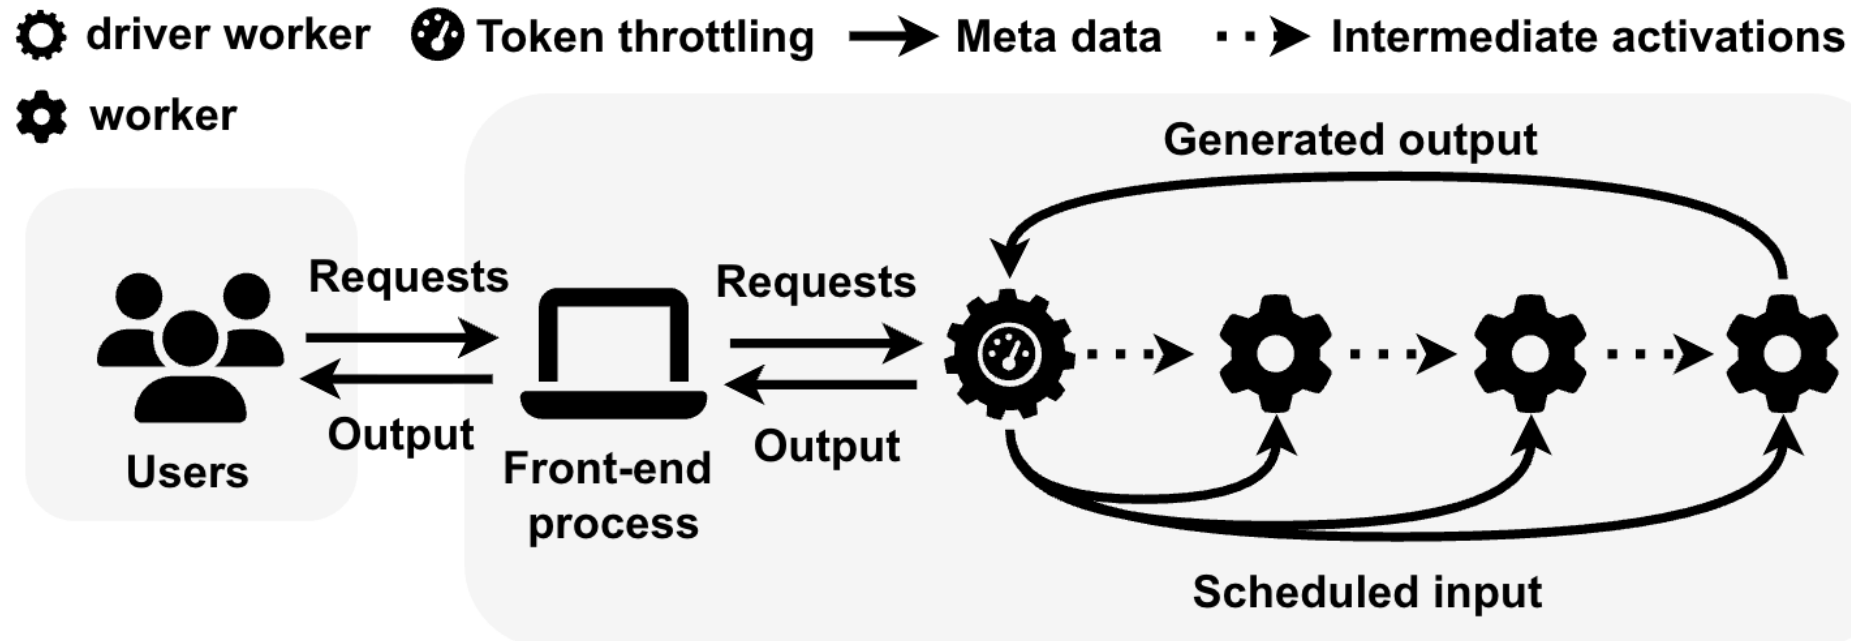 driver worker
Token throttling
Meta data
Intermediate activations
worker
Generated output
Requests
Requests
Output
Output
Users
Front-end
process
Scheduled input